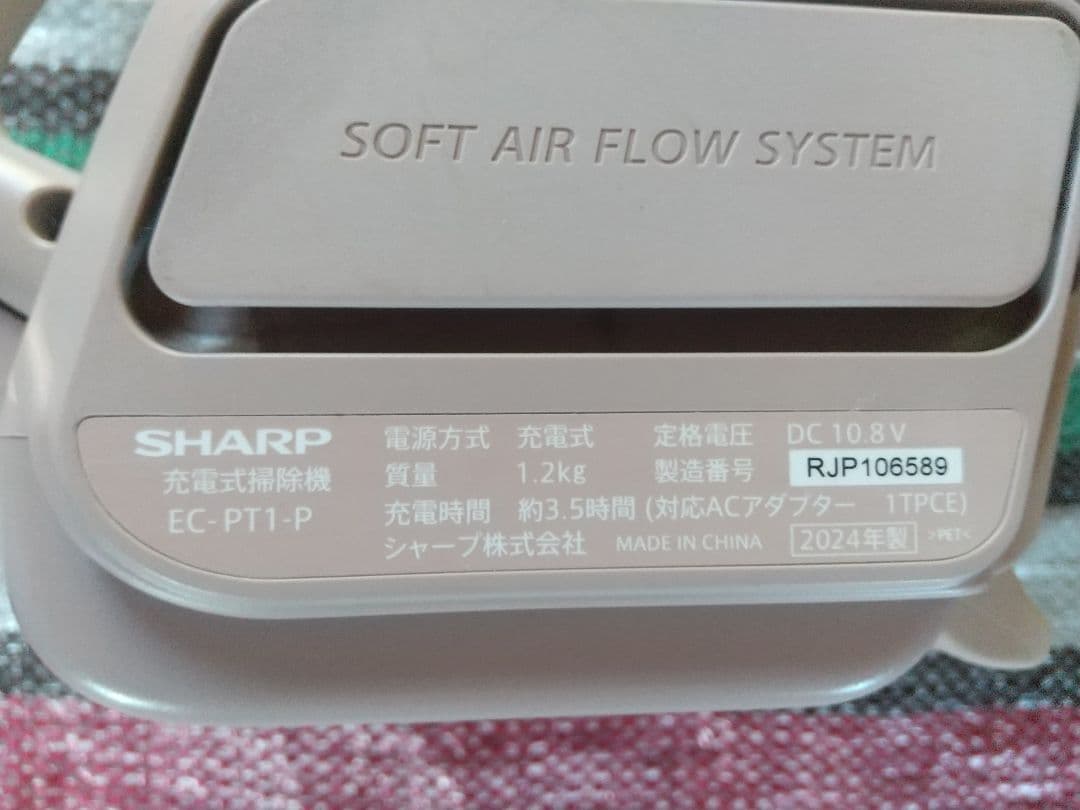 SOFT AIR FLOW SYSTEM
SHARP
充電式掃除機
EC-PT1-P
電源方式 充電式 定格電圧 DC 10.8V
質量 1.2kg 製造番号 RJP106589
充電時間 約3.5時間 (対応ACアダプター 1TPCE)
シャープ株式会社 MADE IN CHINA 2024年製 >PET<